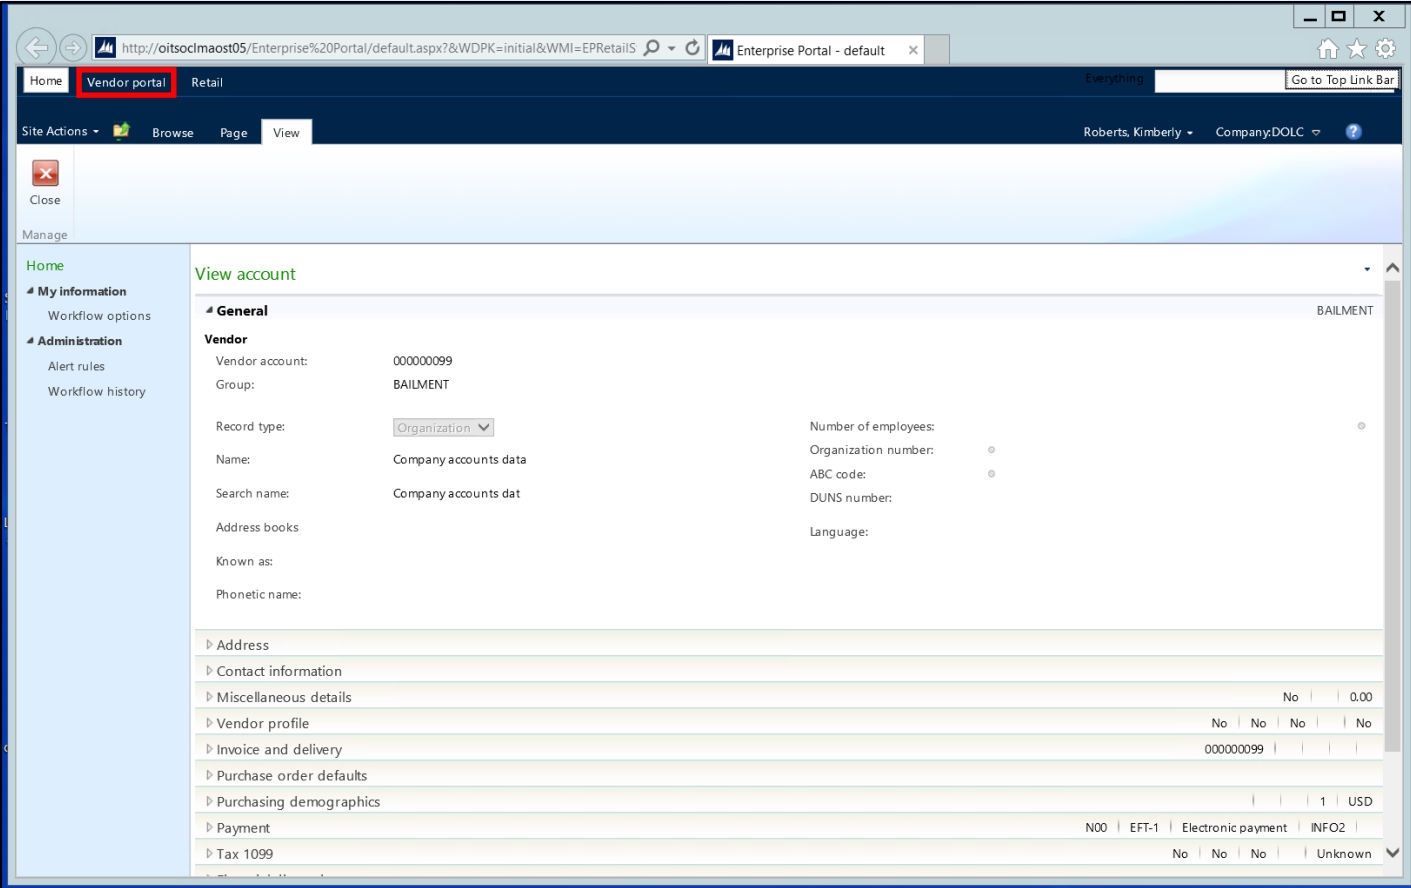 http://oitsoclmaost05/Enterprise%20Portal/default.aspx?&WDPK=initial&WMI=EPRetailS
Enterprise Portal - default
Home Vendor portal Retail
Everything
Go to Top Link Bar
Site Actions Browse Page View
Roberts, Kimberly Company:DOLC
Close
Manage
Home
My information
Workflow options
Administration
Alert rules
Workflow history
View account
General BAILMENT
Vendor
Vendor account: 000000099
Group: BAILMENT
Record type: Organization
Name: Company accounts data
Search name: Company accounts dat
Address books
Known as:
Phonetic name:
Number of employees:
Organization number:
ABC code:
DUNS number:
Language:
Address
Contact information
Miscellaneous details No 0.00
Vendor profile No No No No
Invoice and delivery 000000099
Purchase order defaults
Purchasing demographics 1 USD
Payment N00 EFT-1 Electronic payment INFO2
Tax 1099 No No No Unknown